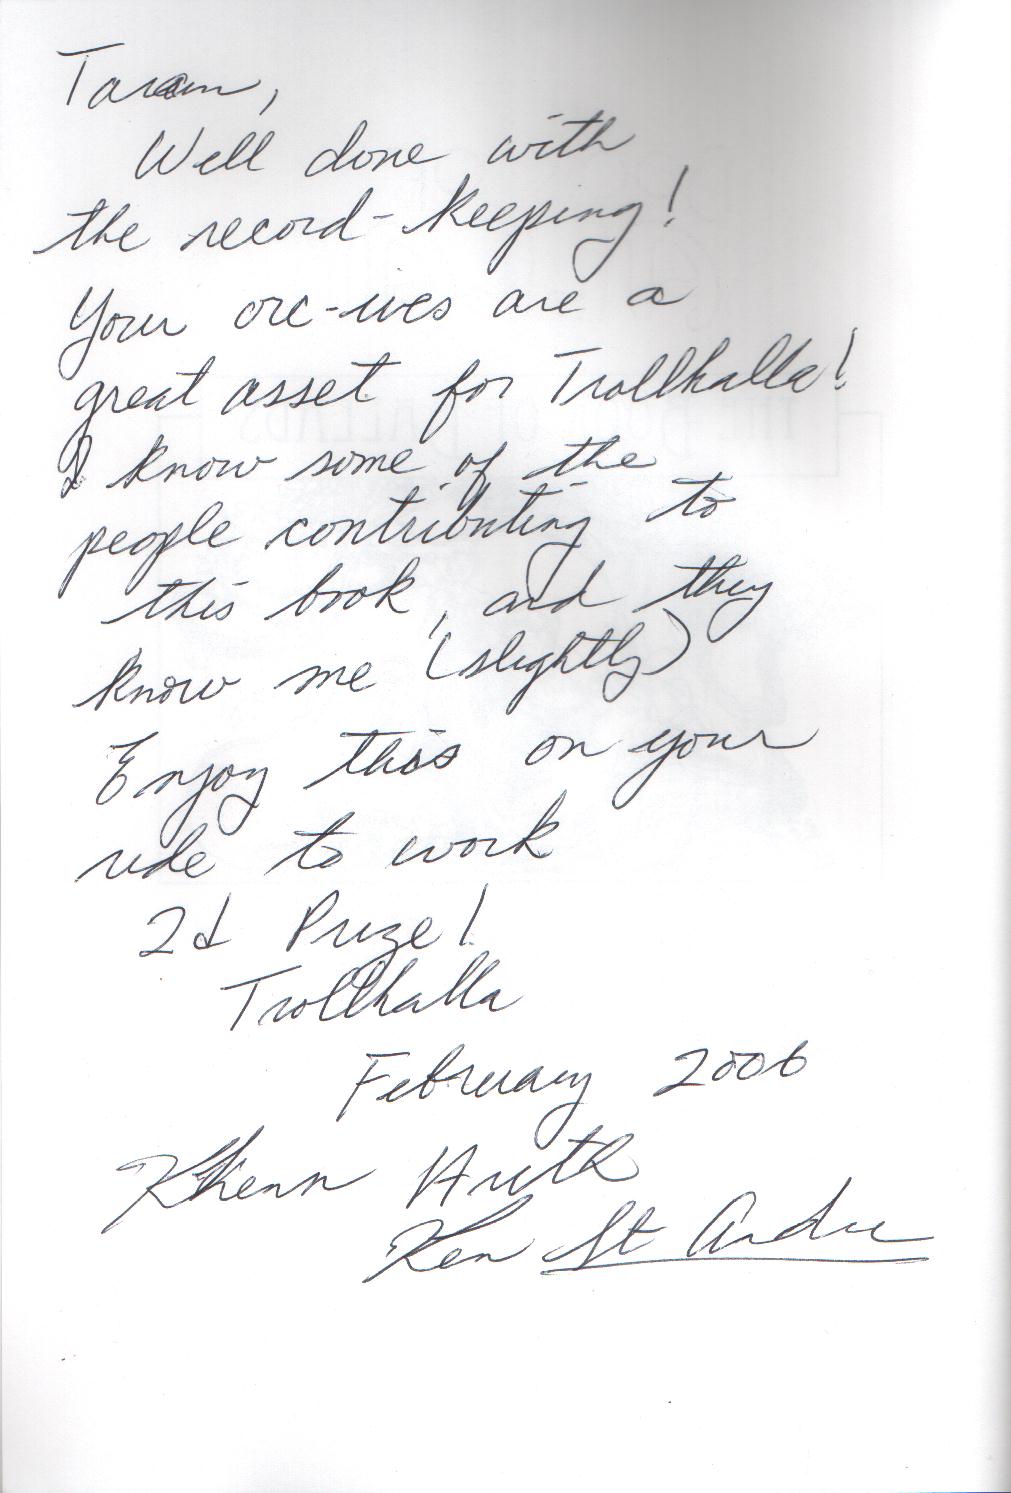 Taram,
Well done with
the record-keeping!
Your orc-ives are a
great asset for Trollhalla!
I know some of the
people contributing to
this book, and they
know me (slightly)
Enjoy this on your
ride to work
2d Prize!
Trollhalla
February 2006
Khenn Arrth
Ken St Andre